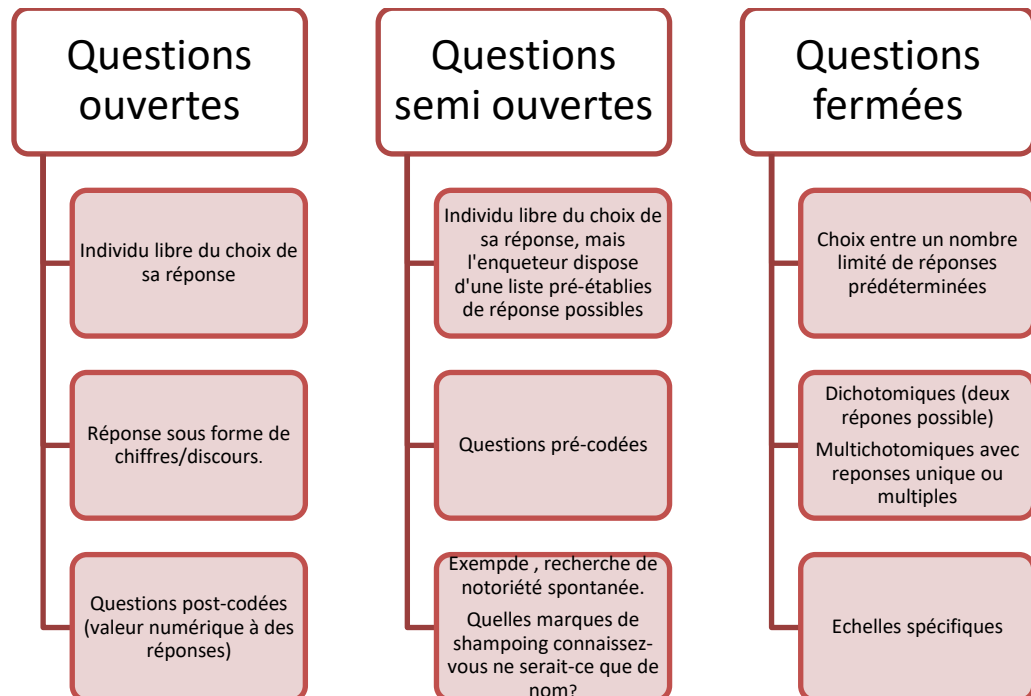 Questions
ouvertes
Individu libre du choix de
sa réponse
Réponse sous forme de
chiffres/discours.
Questions post-codées
(valeur numérique à des
réponses)
Questions
semi ouvertes
Individu libre du choix de
sa réponse, mais
l'enqueteur dispose
d'une liste pré-établies
de réponse possibles
Questions pré-codées
Exempde , recherche de
notoriété spontanée.
Quelles marques de
shampoing connaissez-
vous ne serait-ce que de
nom?
Questions
fermées
Choix entre un nombre
limité de réponses
prédéterminées
Dichotomiques (deux
répones possible)
Multichotomiques avec
reponses unique ou
multiples
Echelles spécifiques